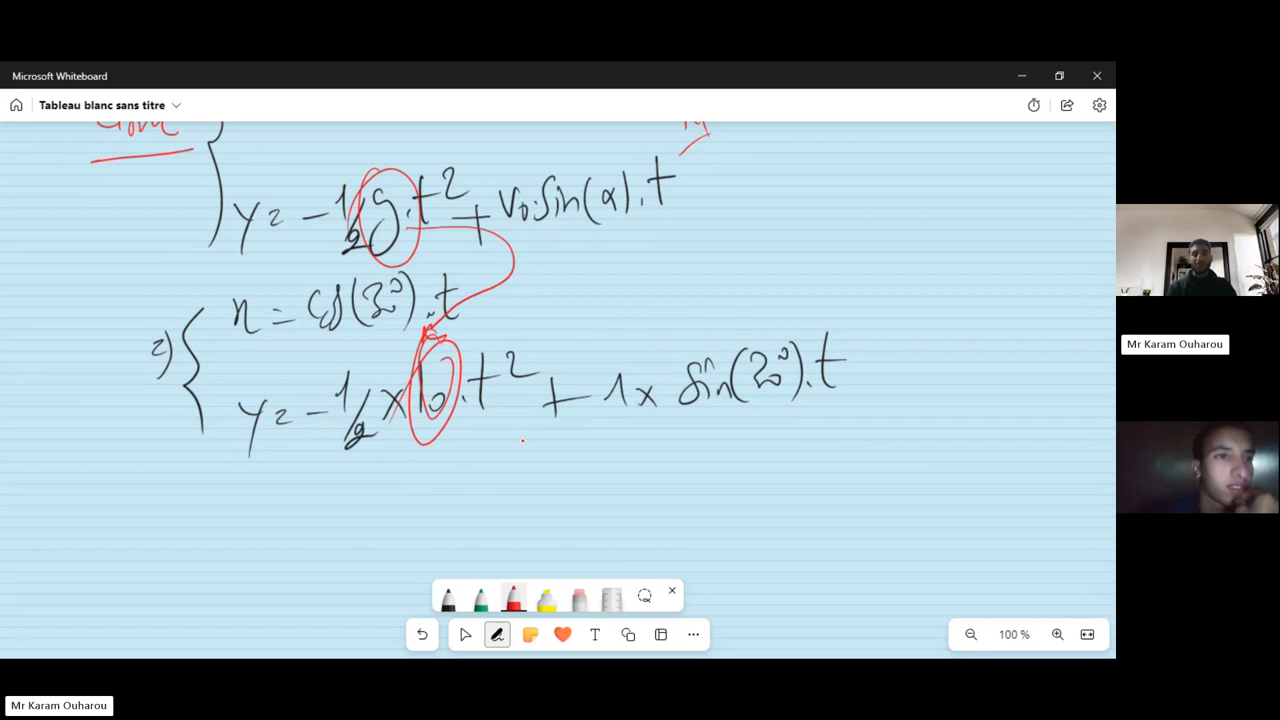 Microsoft Whiteboard
Tableau blanc sans titre
y = - 1/2 g.t² + V₀.Sin(α).t
2)
x = cos(30°).t
y = - 1/2 x 10.t² + 1 x Sin(30°).t
Mr Karam Ouharou
100 %
Mr Karam Ouharou